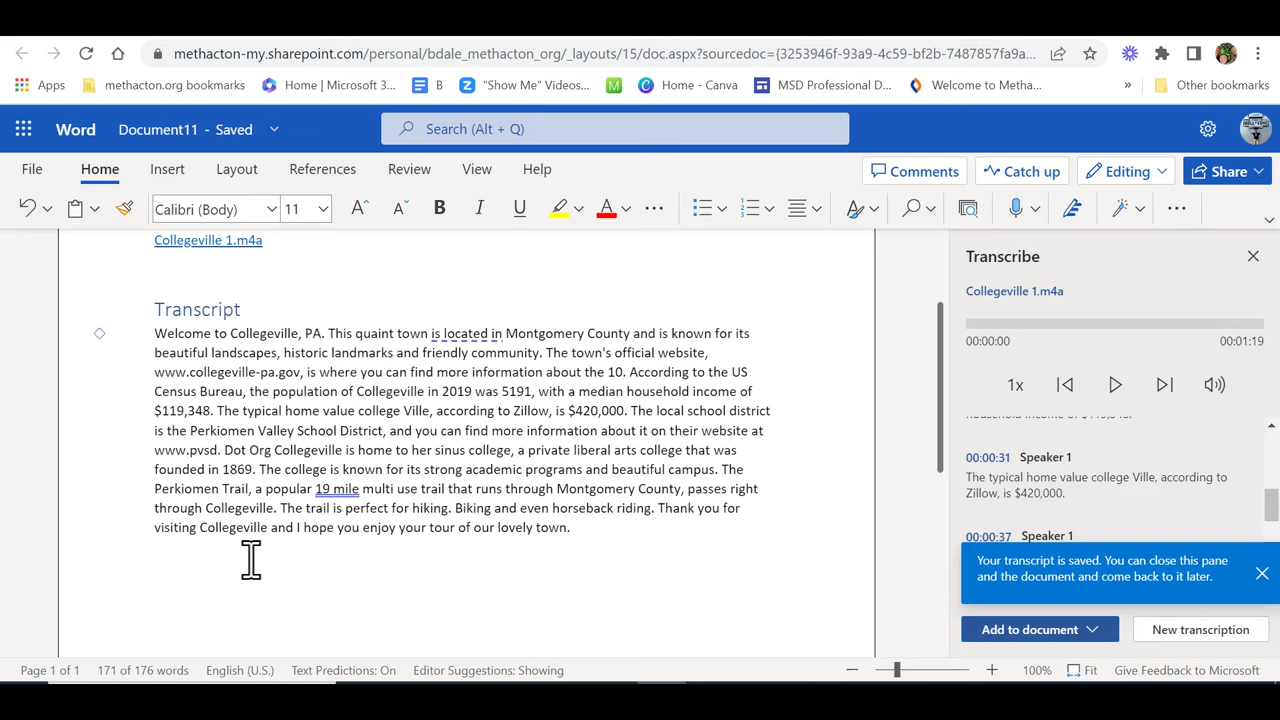 methacton-my.sharepoint.com/personal/bdale_methacton_org/_layouts/15/doc.aspx?sourcedoc={3253946f-93a9-4c59-bf2b-7487857fa9a...
Apps methacton.org bookmarks Home | Microsoft 3... B "Show Me" Videos... M Home - Canva MSD Professional D... Welcome to Metha... » Other bookmarks
Word Document11 - Saved Search (Alt + Q)
File Home Insert Layout References Review View Help Comments Catch up Editing Share
Calibri (Body) 11 A A B I U A
Collegeville 1.m4a
Transcript
Welcome to Collegeville, PA. This quaint town is located in Montgomery County and is known for its
beautiful landscapes, historic landmarks and friendly community. The town's official website,
www.collegeville-pa.gov, is where you can find more information about the 10. According to the US
Census Bureau, the population of Collegeville in 2019 was 5191, with a median household income of
$119,348. The typical home value college Ville, according to Zillow, is $420,000. The local school district
is the Perkiomen Valley School District, and you can find more information about it on their website at
www.pvsd. Dot Org Collegeville is home to her sinus college, a private liberal arts college that was
founded in 1869. The college is known for its strong academic programs and beautiful campus. The
Perkiomen Trail, a popular 19 mile multi use trail that runs through Montgomery County, passes right
through Collegeville. The trail is perfect for hiking. Biking and even horseback riding. Thank you for
visiting Collegeville and I hope you enjoy your tour of our lovely town.
Transcribe
Collegeville 1.m4a
00:00:00 00:01:19
1x
household income of $119,348.
00:00:31 Speaker 1
The typical home value college Ville, according to
Zillow, is $420,000.
00:00:37 Speaker 1
Your transcript is saved. You can close this pane
and the document and come back to it later.
Add to document New transcription
Page 1 of 1 171 of 176 words English (U.S.) Text Predictions: On Editor Suggestions: Showing 100% Fit Give Feedback to Microsoft